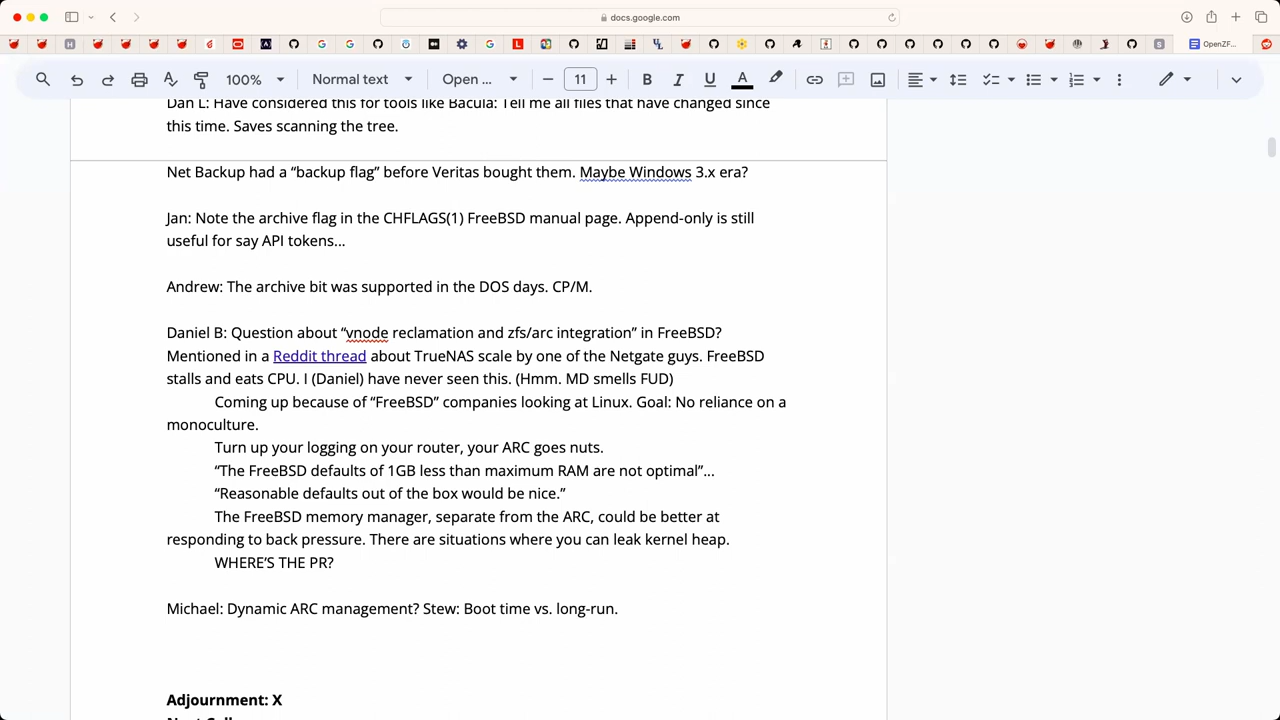 docs.google.com
OpenZF...
100%
Normal text
Open ...
11
B
I
U
A
Dan L: Have considered this for tools like Bacula: Tell me all files that have changed since
this time. Saves scanning the tree.
Net Backup had a “backup flag” before Veritas bought them. Maybe Windows 3.x era?
Jan: Note the archive flag in the CHFLAGS(1) FreeBSD manual page. Append-only is still
useful for say API tokens...
Andrew: The archive bit was supported in the DOS days. CP/M.
Daniel B: Question about “vnode reclamation and zfs/arc integration” in FreeBSD?
Mentioned in a Reddit thread about TrueNAS scale by one of the Netgate guys. FreeBSD
stalls and eats CPU. I (Daniel) have never seen this. (Hmm. MD smells FUD)
Coming up because of “FreeBSD” companies looking at Linux. Goal: No reliance on a
monoculture.
Turn up your logging on your router, your ARC goes nuts.
“The FreeBSD defaults of 1GB less than maximum RAM are not optimal”...
“Reasonable defaults out of the box would be nice.”
The FreeBSD memory manager, separate from the ARC, could be better at
responding to back pressure. There are situations where you can leak kernel heap.
WHERE’S THE PR?
Michael: Dynamic ARC management? Stew: Boot time vs. long-run.
Adjournment: X